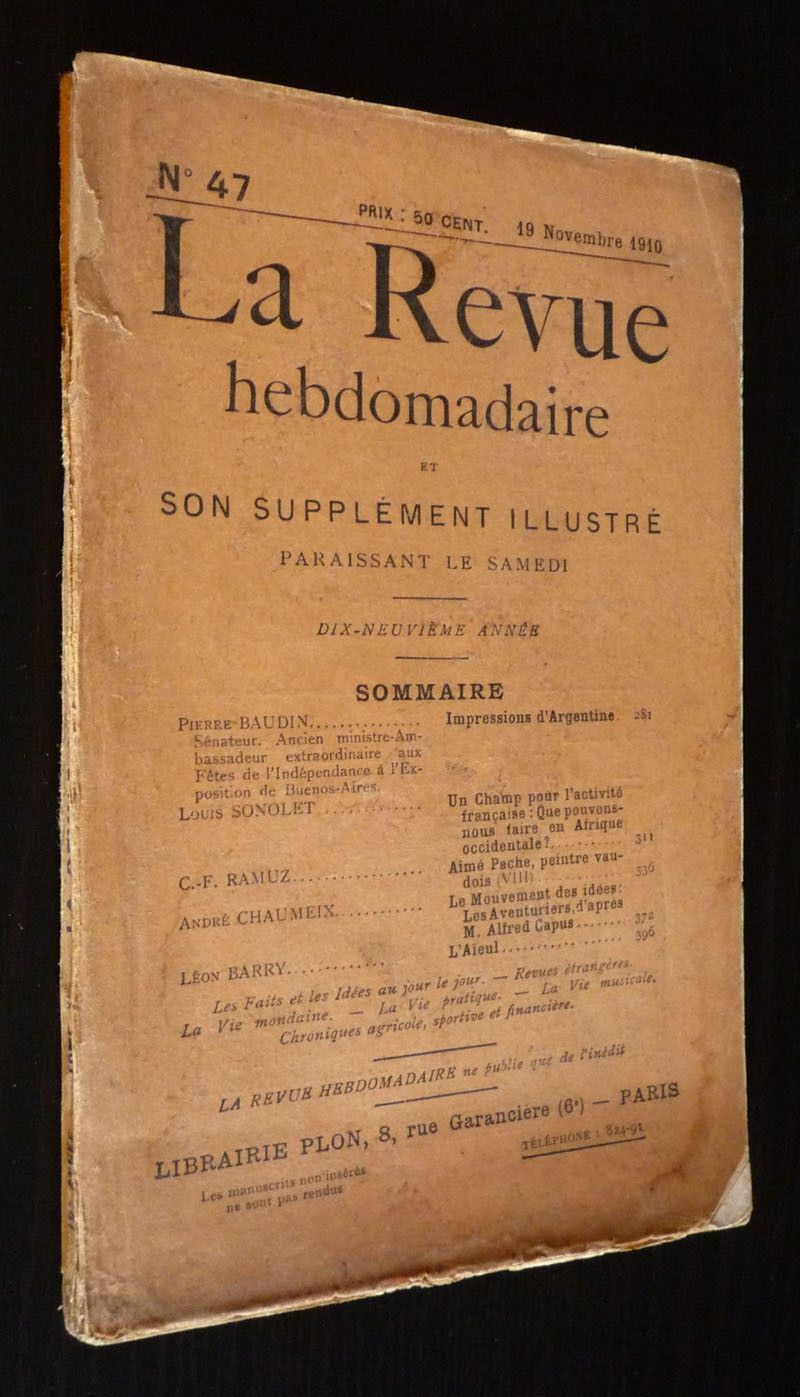 N° 47
PRIX : 50 CENT. 19 Novembre 1910
La Revue
hebdomadaire
ET
SON SUPPLÉMENT ILLUSTRÉ
PARAISSANT LE SAMEDI
DIX-NEUVIÈME ANNÉE
SOMMAIRE
PIERRE-BAUDIN............... Impressions d'Argentine. 281
Sénateur. Ancien ministre-Am-
bassadeur extraordinaire aux
Fêtes de l'Indépendance à l'Ex-
position de Buenos-Aires.
LOUIS SONOLET ............ Un Champ pour l'activité
française : Que pouvons-
nous faire en Afrique
occidentale?.......... 311
C.-F. RAMUZ................. Aimé Pache, peintre vau-
dois (VIII) .......... 336
ANDRÉ CHAUMEIX........... Le Mouvement des idées:
Les Aventuriers, d'après
M. Alfred Capus....... 372
LÉON BARRY............. L'Aïeul.............. 396
Les Faits et les Idées au jour le jour. — Revues étrangères.
La Vie mondaine. — La Vie pratique. — La Vie musicale.
Chroniques agricole, sportive et financière.
LA REVUE HEBDOMADAIRE ne publie que de l'inédit
LIBRAIRIE PLON, 8, rue Garancière (6e) — PARIS
TÉLÉPHONE : 824-91
Les manuscrits non insérés
ne sont pas rendus